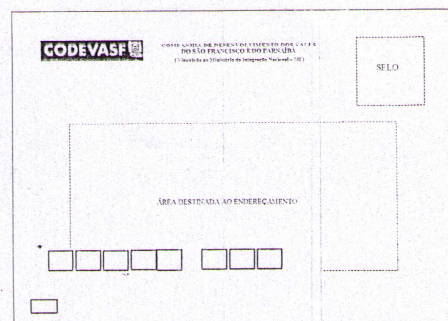 CODEVASF
COMPANHIA DE DESENVOLVIMENTO DOS VALES
DO SÃO FRANCISCO E DO PARNAÍBA
(Vinculada ao Ministério da Integração Nacional - MI)
SELO
ÁREA DESTINADA AO ENDEREÇAMENTO